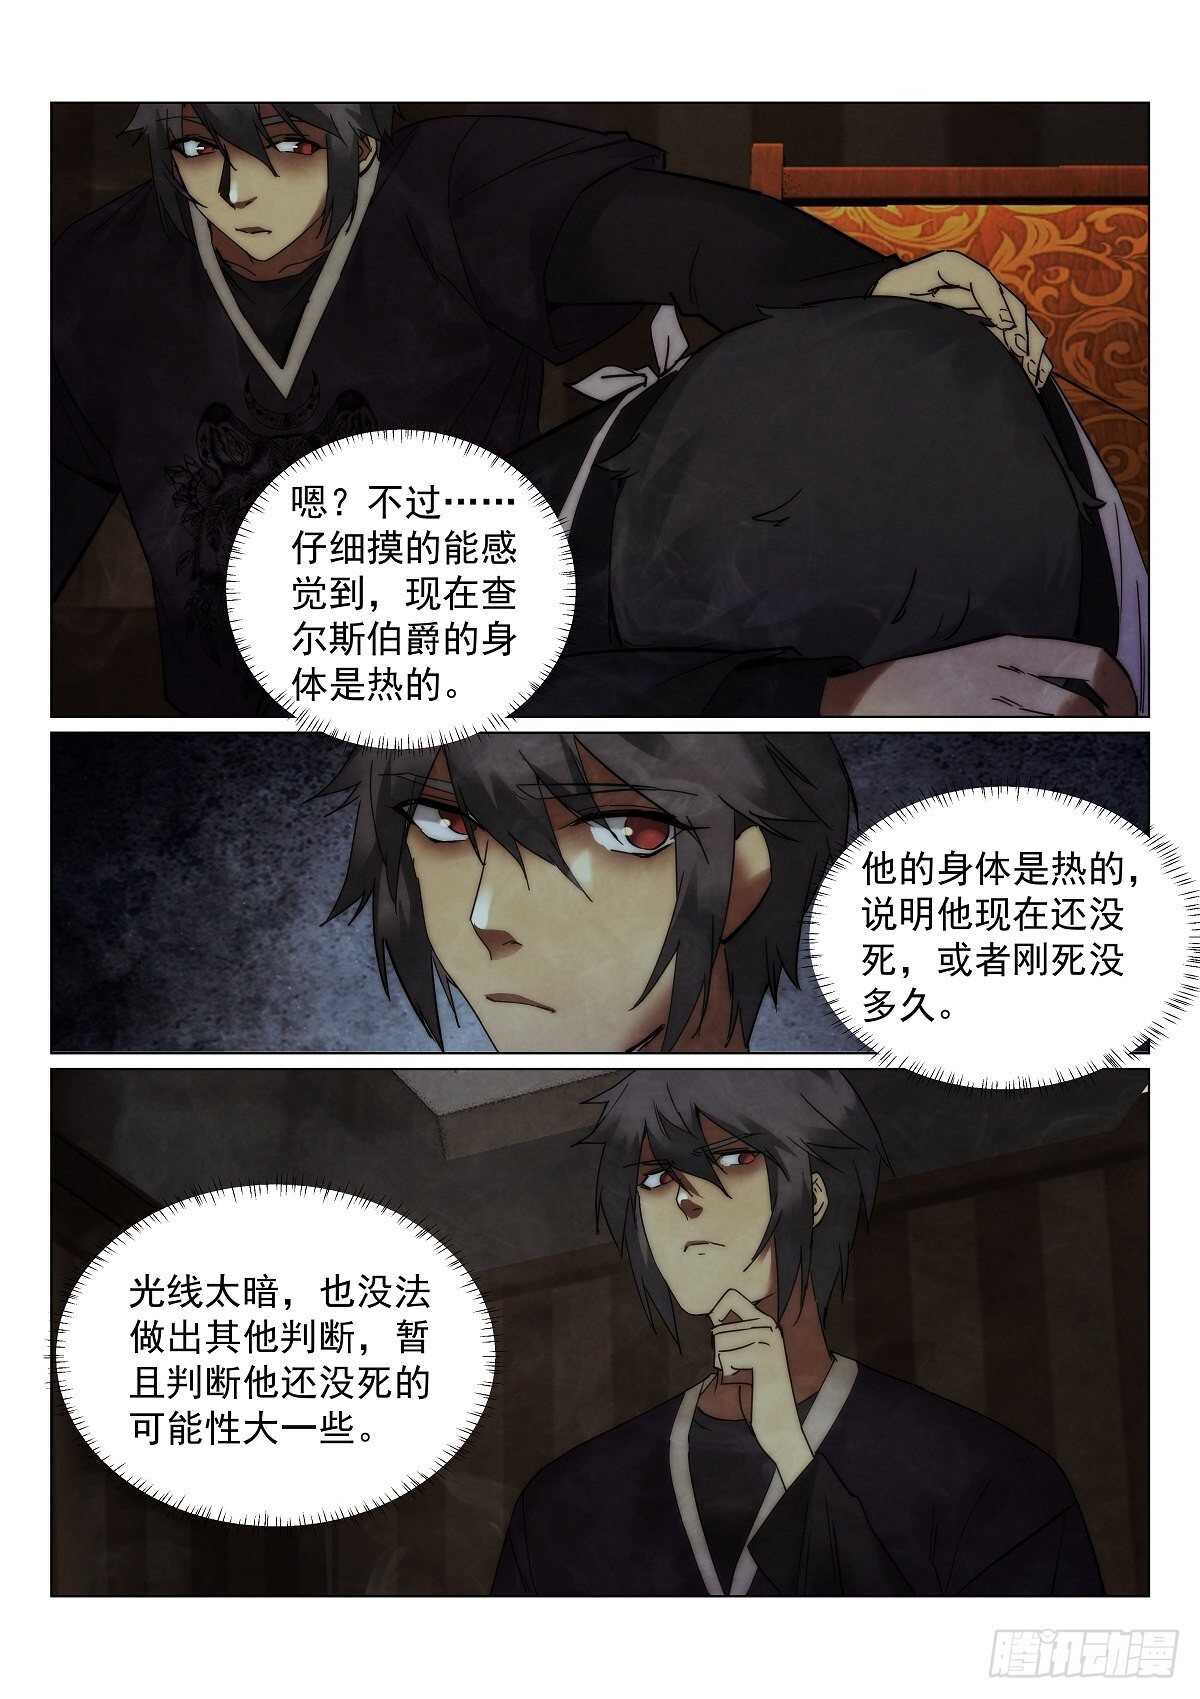 嗯？不过……
仔细摸的能感
觉到，现在查
尔斯伯爵的身
体是热的。
他的身体是热的，
说明他现在还没
死，或者刚死没
多久。
光线太暗，也没法
做出其他判断，暂
且判断他还没死的
可能性大一些。
腾讯动漫